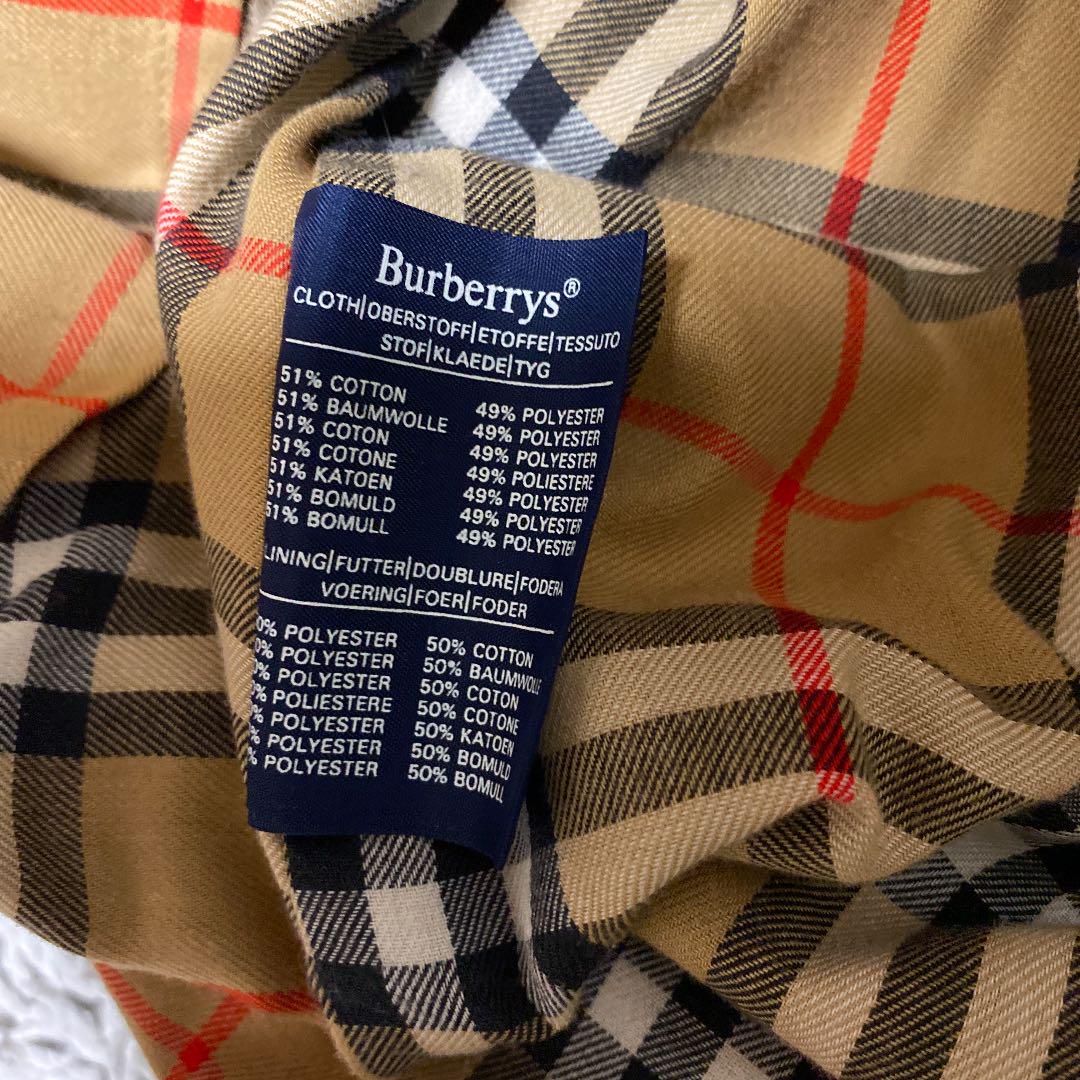 Burberrys®
CLOTH|OBERSTOFF|ETOFFE|TESSUTO
STOF|KLAEDE|TYG
51% COTTON 49% POLYESTER
51% BAUMWOLLE 49% POLYESTER
51% COTON 49% POLYESTER
51% COTONE 49% POLIESTERE
51% KATOEN 49% POLYESTER
51% BOMULD 49% POLYESTER
51% BOMULL 49% POLYESTER
LINING|FUTTER|DOUBLURE|FODERA
VOERING|FOER|FODER
0% POLYESTER 50% COTTON
0% POLYESTER 50% BAUMWOLLE
0% POLYESTER 50% COTON
% POLIESTERE 50% COTONE
% POLYESTER 50% KATOEN
% POLYESTER 50% BOMULD
% POLYESTER 50% BOMULL